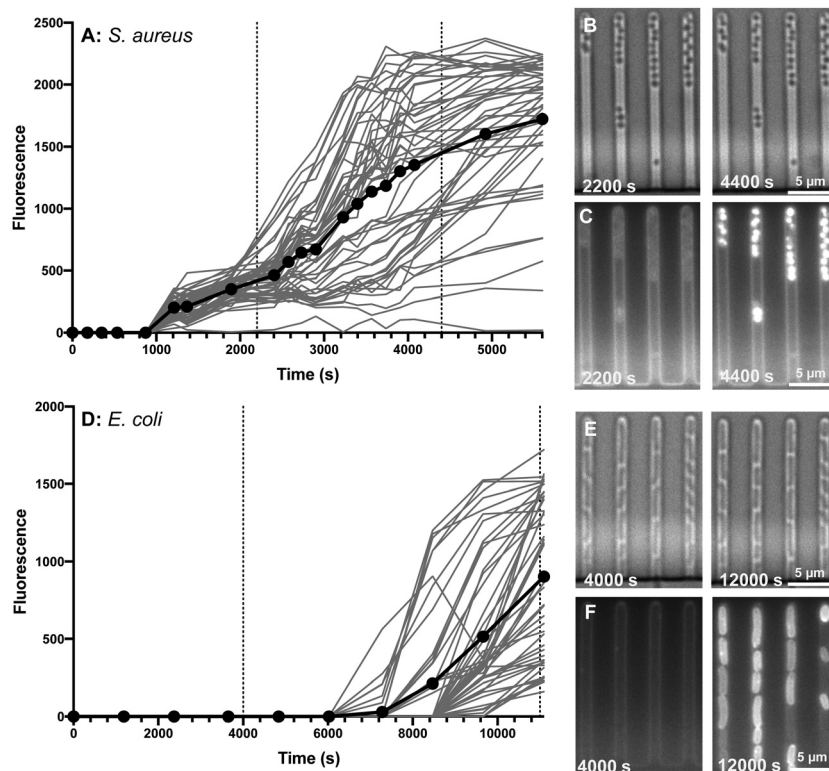 A: S. aureus
2500
2000
1500
1000
500
0
Fluorescence
0
1000
2000
3000
4000
5000
Time (s)
B
2200 s
4400 s
5 µm
C
2200 s
4400 s
5 µm
D: E. coli
2000
1500
1000
500
0
Fluorescence
0
2000
4000
6000
8000
10000
Time (s)
E
4000 s
12000 s
5 µm
F
4000 s
12000 s
5 µm